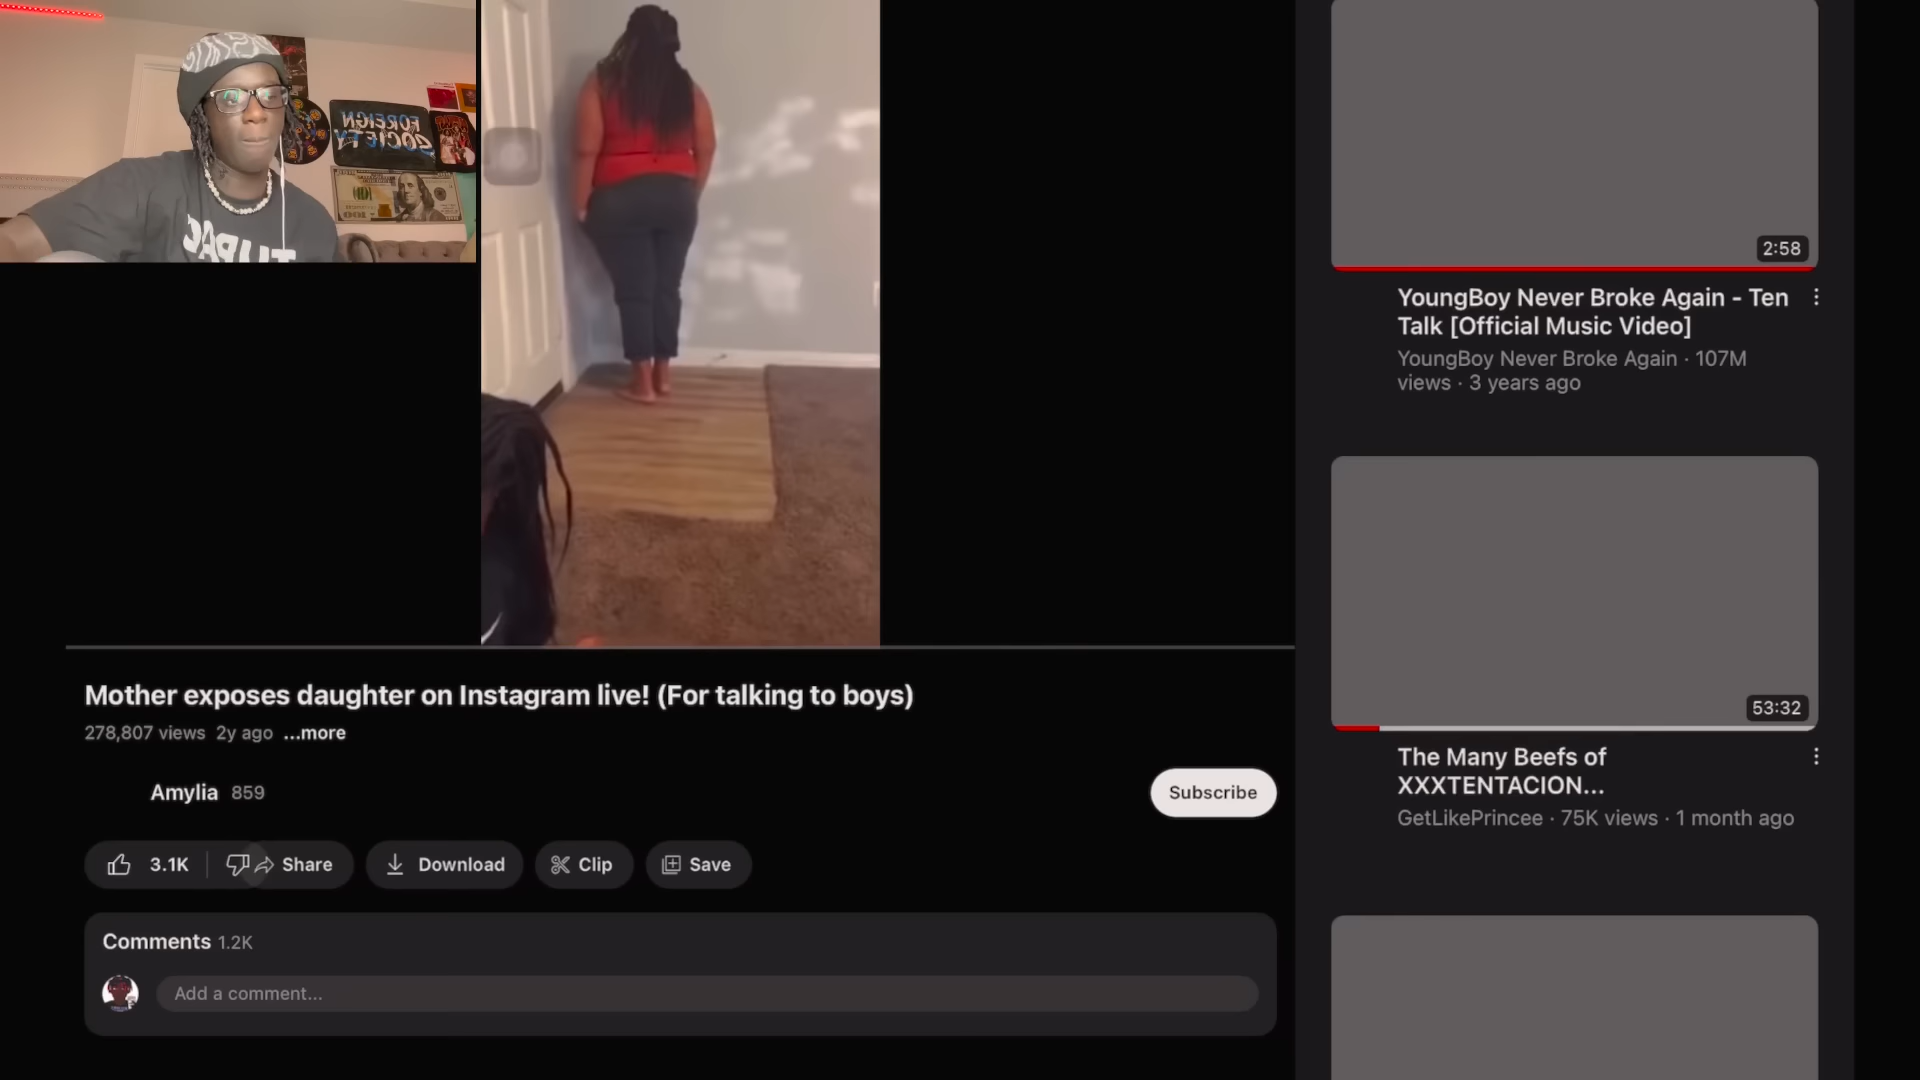 FOREIGN
SOCIETY
TUPAC
2:58
YoungBoy Never Broke Again - Ten
Talk [Official Music Video]
YoungBoy Never Broke Again · 107M
views · 3 years ago
Mother exposes daughter on Instagram live! (For talking to boys)
278,807 views 2y ago ...more
Amylia 859
Subscribe
3.1K
Share
Download
Clip
Save
Comments 1.2K
Add a comment...
53:32
The Many Beefs of
XXXTENTACION...
GetLikePrincee · 75K views · 1 month ago